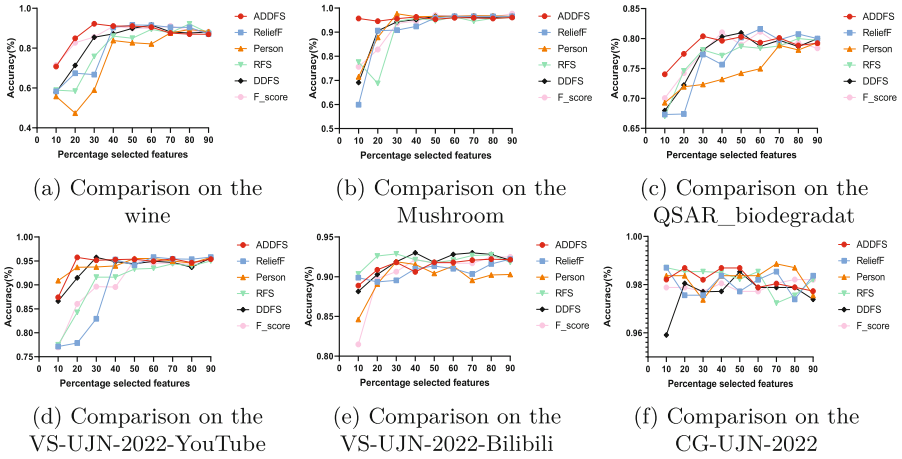 Accuracy(%)
1.0
0.8
0.6
0.4
0 10 20 30 40 50 60 70 80 90
Percentage selected features
ADDFS
ReliefF
Person
RFS
DDFS
F_score
(a) Comparison on the
wine
Accuracy(%)
1.0
0.9
0.8
0.7
0.6
0.5
0 10 20 30 40 50 60 70 80 90
Percentage selected features
ADDFS
ReliefF
Person
RFS
DDFS
F_score
(b) Comparison on the
Mushroom
Accuracy(%)
0.85
0.80
0.75
0.70
0.65
0 10 20 30 40 50 60 70 80 90
Percentage selected features
ADDFS
ReliefF
Person
RFS
DDFS
F_score
(c) Comparison on the
QSAR_biodegradat
Accuracy(%)
1.00
0.95
0.90
0.85
0.80
0.75
0 10 20 30 40 50 60 70 80 90
Percentage selected features
ADDFS
ReliefF
Person
RFS
DDFS
F_score
(d) Comparison on the
VS-UJN-2022-YouTube
Accuracy(%)
0.95
0.90
0.85
0.80
0 10 20 30 40 50 60 70 80 90
Percentage selected features
ADDFS
ReliefF
Person
RFS
DDFS
F_score
(e) Comparison on the
VS-UJN-2022-Bilibili
Accuracy(%)
1.00
0.98
0.96
0 10 20 30 40 50 60 70 80 90
Percentage selected features
ADDFS
ReliefF
Person
RFS
DDFS
F_score
(f) Comparison on the
CG-UJN-2022